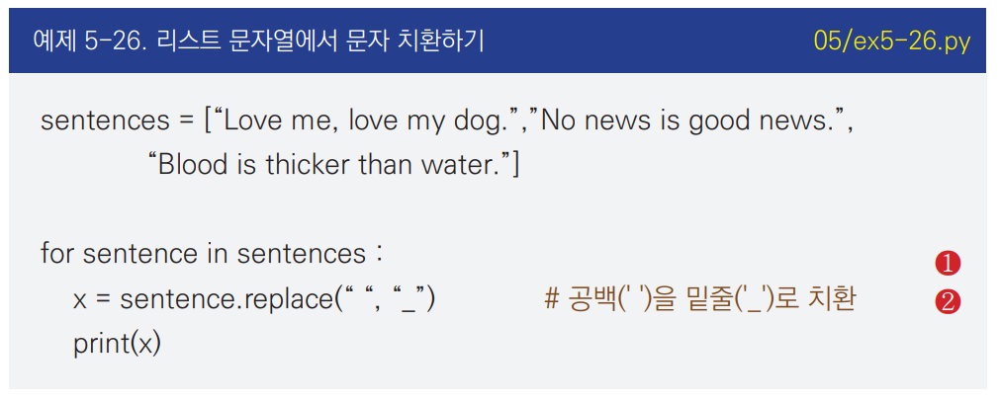 예제 5-26. 리스트 문자열에서 문자 치환하기 05/ex5-26.py
sentences = [“Love me, love my dog.”,”No news is good news.”,
“Blood is thicker than water.”]
for sentence in sentences : ❶
x = sentence.replace(“ “, “_”) # 공백(' ')을 밑줄('_')로 치환 ❷
print(x)